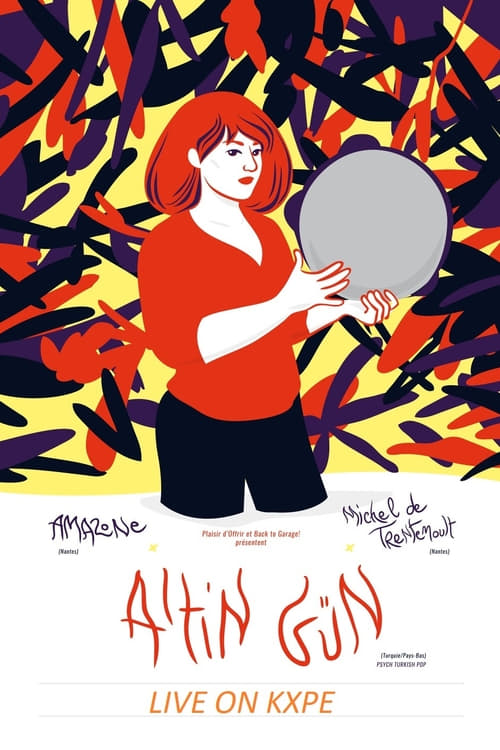 AMAZONE
(Nantes)
Plaisir d'Offrir et Back to Garage!
présentent
Michel de
TRENTEMOULT
(Nantes)
Altin GÜN
(Turquie/Pays-Bas)
PSYCH TURKISH POP
LIVE ON KXPE